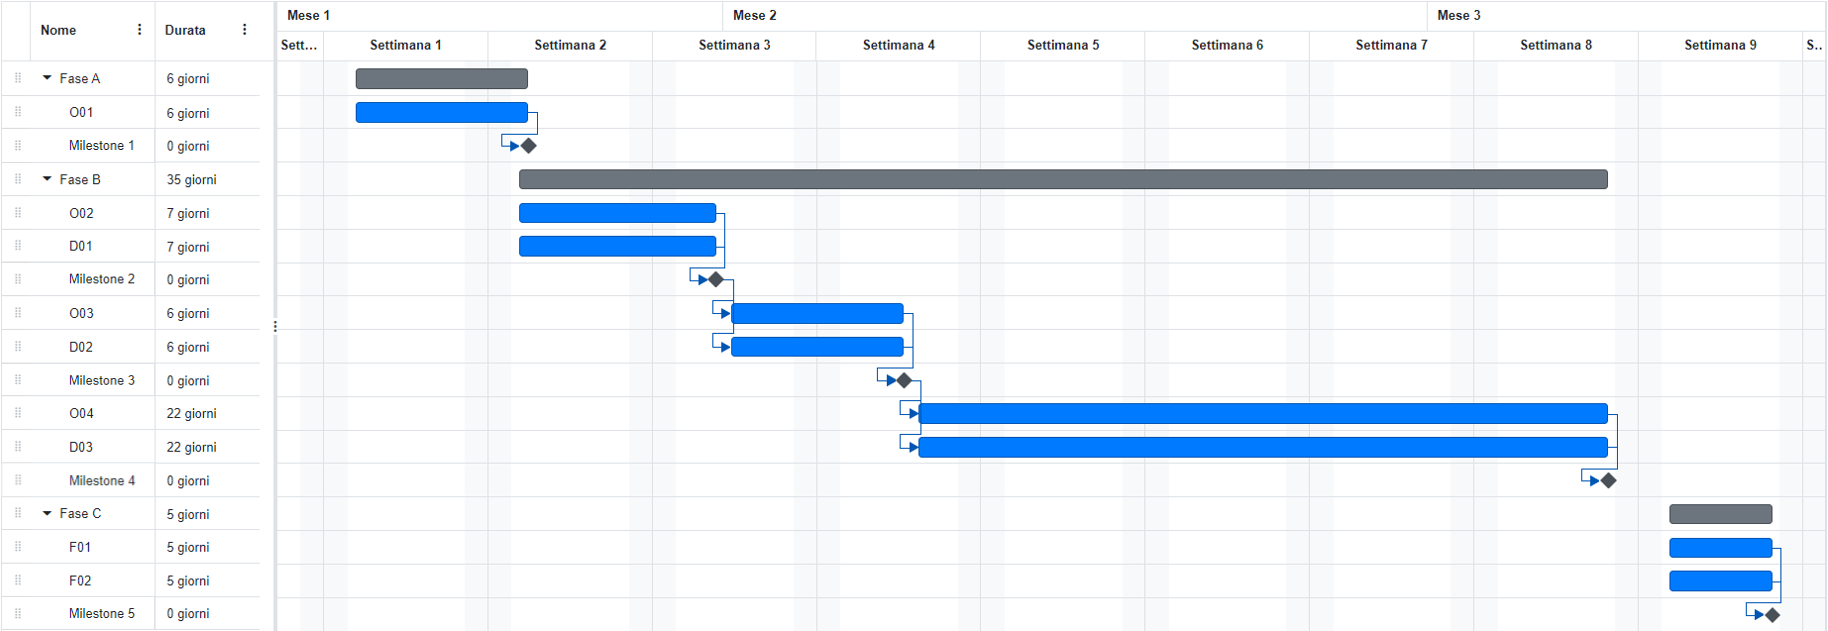 Mese 1 Mese 2 Mese 3
Nome Durata
Sett... Settimana 1 Settimana 2 Settimana 3 Settimana 4 Settimana 5 Settimana 6 Settimana 7 Settimana 8 Settimana 9 S...
Fase A 6 giorni
O01 6 giorni
Milestone 1 0 giorni
Fase B 35 giorni
O02 7 giorni
D01 7 giorni
Milestone 2 0 giorni
O03 6 giorni
D02 6 giorni
Milestone 3 0 giorni
O04 22 giorni
D03 22 giorni
Milestone 4 0 giorni
Fase C 5 giorni
F01 5 giorni
F02 5 giorni
Milestone 5 0 giorni